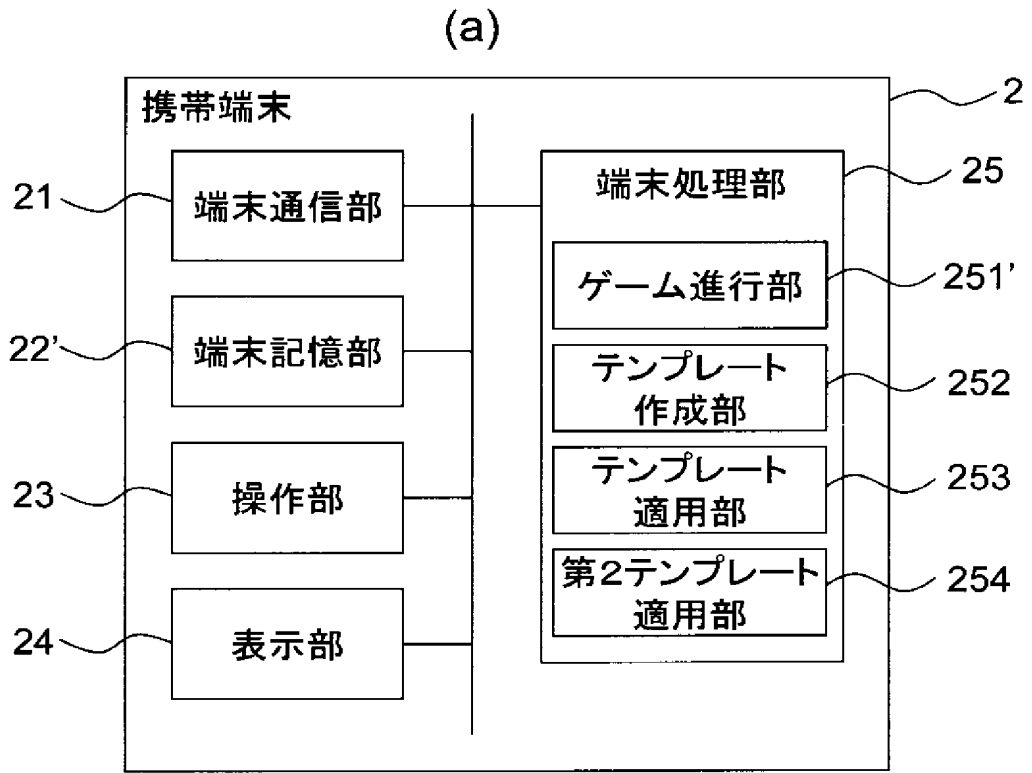 (a)
携帯端末
2
21
端末通信部
22’
端末記憶部
23
操作部
24
表示部
25
端末処理部
251’
ゲーム進行部
252
テンプレート
作成部
253
テンプレート
適用部
254
第2テンプレート
適用部